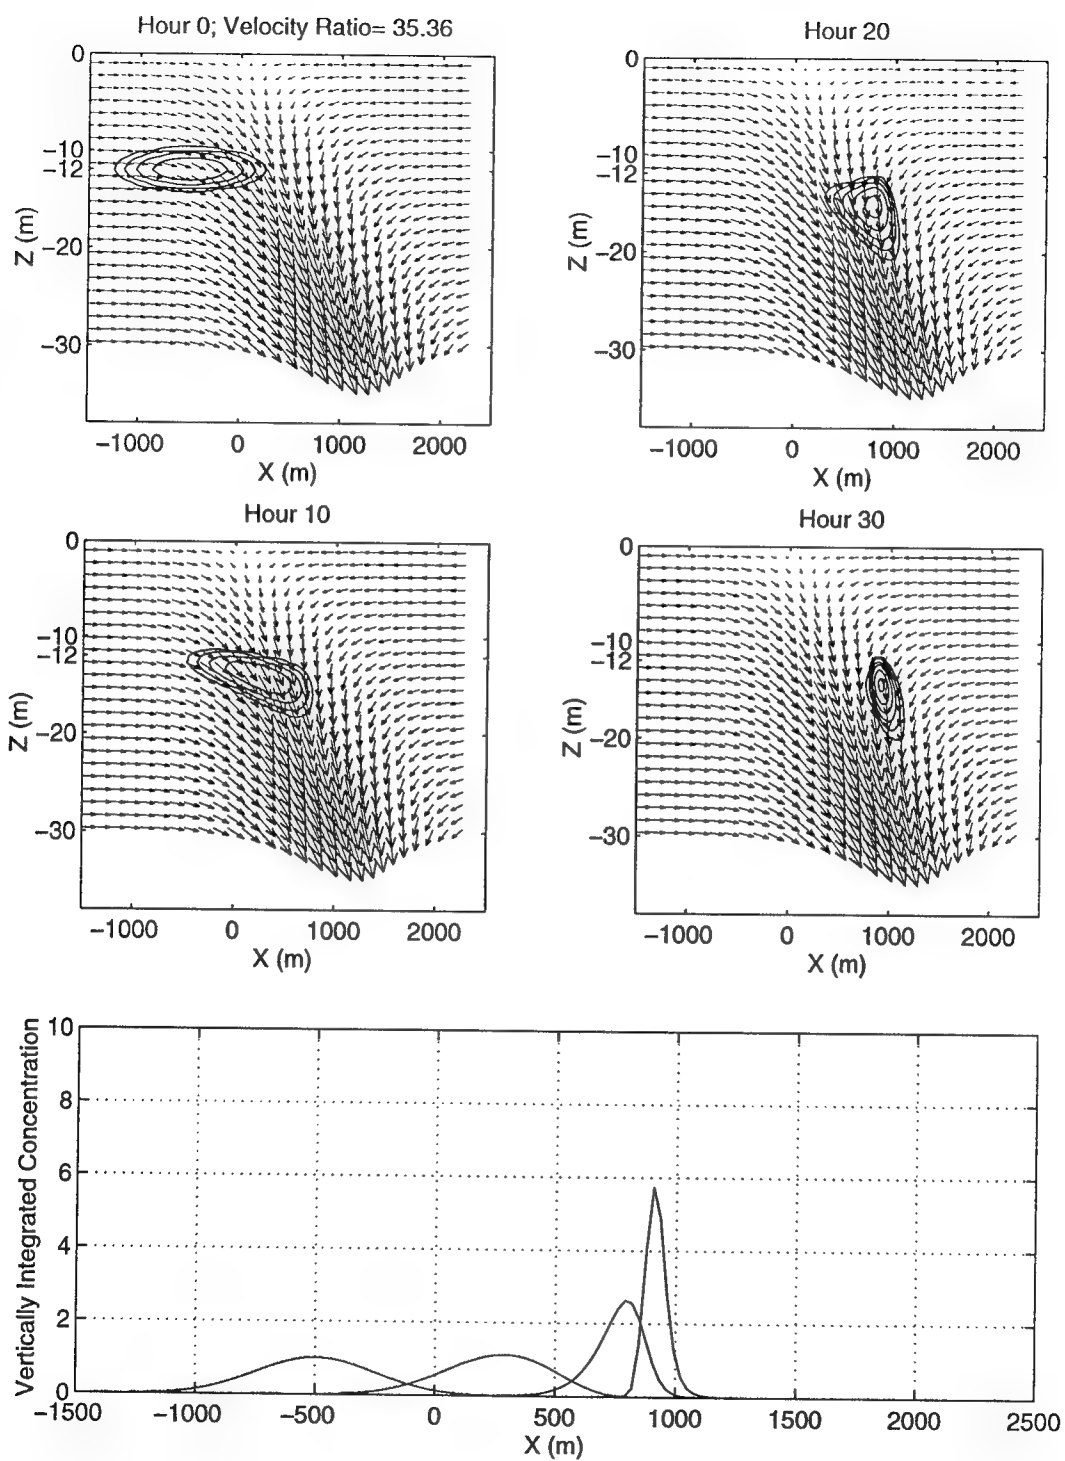 Hour 0; Velocity Ratio= 35.36
0
−10
−12
−20
−30
Z (m)
−1000 0 1000 2000
X (m)
Hour 20
0
−10
−12
−20
−30
Z (m)
−1000 0 1000 2000
X (m)
Hour 10
0
−10
−12
−20
−30
Z (m)
−1000 0 1000 2000
X (m)
Hour 30
0
−10
−12
−20
−30
Z (m)
−1000 0 1000 2000
X (m)
Vertically Integrated Concentration
10
8
6
4
2
0
−1500 −1000 −500 0 500 1000 1500 2000 2500
X (m)